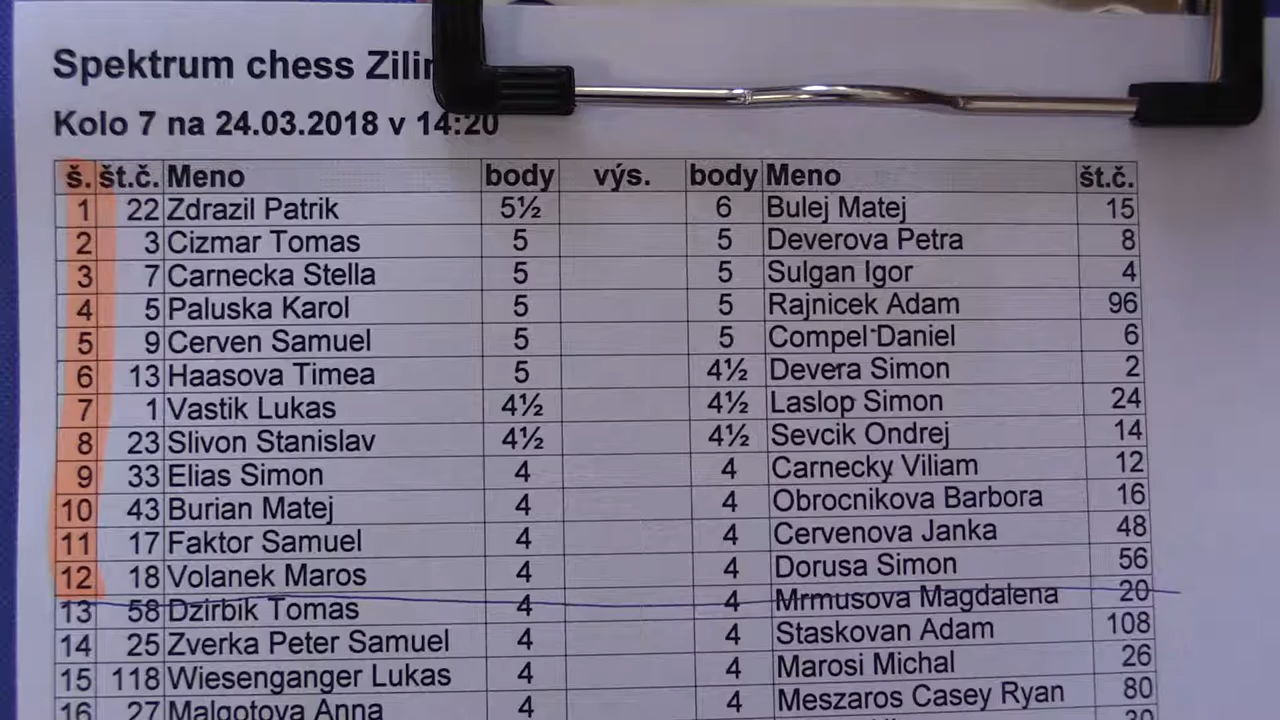 Spektrum chess Zilin
Kolo 7 na 24.03.2018 v 14:20
š. št.č. Meno body výs. body Meno št.č.
1 22 Zdrazil Patrik 5½ 6 Bulej Matej 15
2 3 Cizmar Tomas 5 5 Deverova Petra 8
3 7 Carnecka Stella 5 5 Sulgan Igor 4
4 5 Paluska Karol 5 5 Rajnicek Adam 96
5 9 Cerven Samuel 5 5 Compel Daniel 6
6 13 Haasova Timea 5 4½ Devera Simon 2
7 1 Vastik Lukas 4½ 4½ Laslop Simon 24
8 23 Slivon Stanislav 4½ 4½ Sevcik Ondrej 14
9 33 Elias Simon 4 4 Carnecky Viliam 12
10 43 Burian Matej 4 4 Obrocnikova Barbora 16
11 17 Faktor Samuel 4 4 Cervenova Janka 48
12 18 Volanek Maros 4 4 Dorusa Simon 56
13 58 Dzirbik Tomas 4 4 Mrmusova Magdalena 20
14 25 Zverka Peter Samuel 4 4 Staskovan Adam 108
15 118 Wiesenganger Lukas 4 4 Marosi Michal 26
16 27 Malgotova Anna 4 4 Meszaros Casey Ryan 80